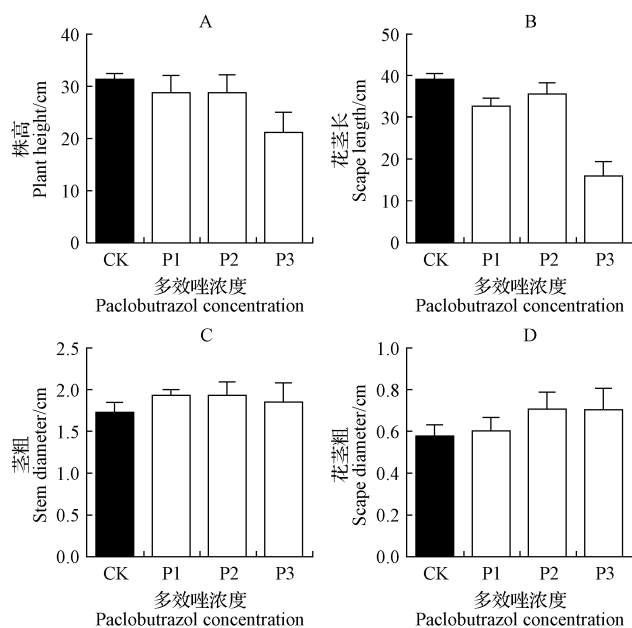 A
40
30
20
10
0
株高
Plant height/cm
CK P1 P2 P3
多效唑浓度
Paclobutrazol concentration
B
50
40
30
20
10
0
花茎长
Scape length/cm
CK P1 P2 P3
多效唑浓度
Paclobutrazol concentration
C
2.5
2.0
1.5
1.0
0.5
0.0
茎粗
Stem diameter/cm
CK P1 P2 P3
多效唑浓度
Paclobutrazol concentration
D
1.0
0.8
0.6
0.4
0.2
0.0
花茎粗
Scape diameter/cm
CK P1 P2 P3
多效唑浓度
Paclobutrazol concentration